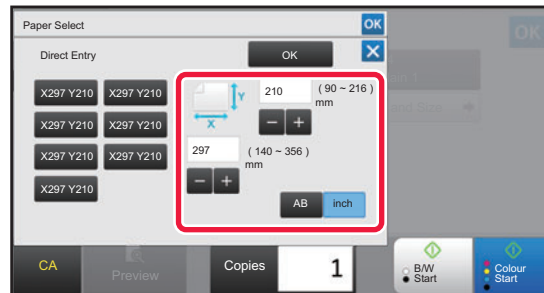 Paper Select
OK
OK
Direct Entry
OK
X297 Y210
X297 Y210
Y
210
( 90 ~ 216 )
mm
X
X297 Y210
X297 Y210
297
( 140 ~ 356 )
mm
X297 Y210
X297 Y210
X297 Y210
AB
inch
CA
Preview
Copies
1
B/W
Start
Colour
Start